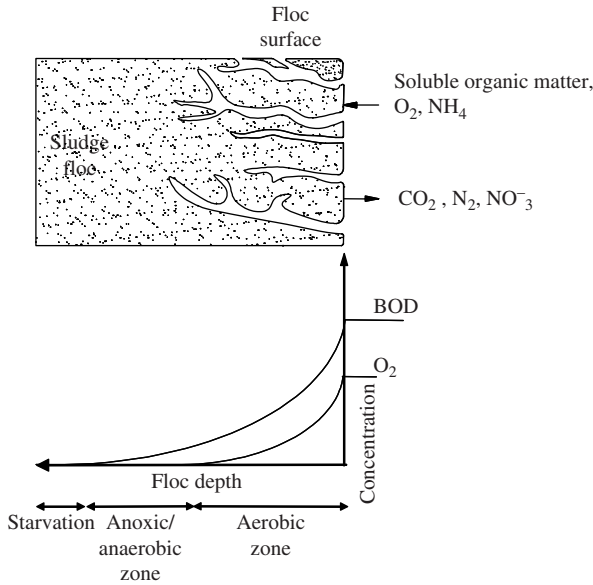 Floc
surface
Soluble organic matter,
O₂, NH₄
Sludge
floc
CO₂ , N₂, NO⁻₃
BOD
O₂
Concentration
Floc depth
Starvation
Anoxic/
anaerobic
zone
Aerobic
zone